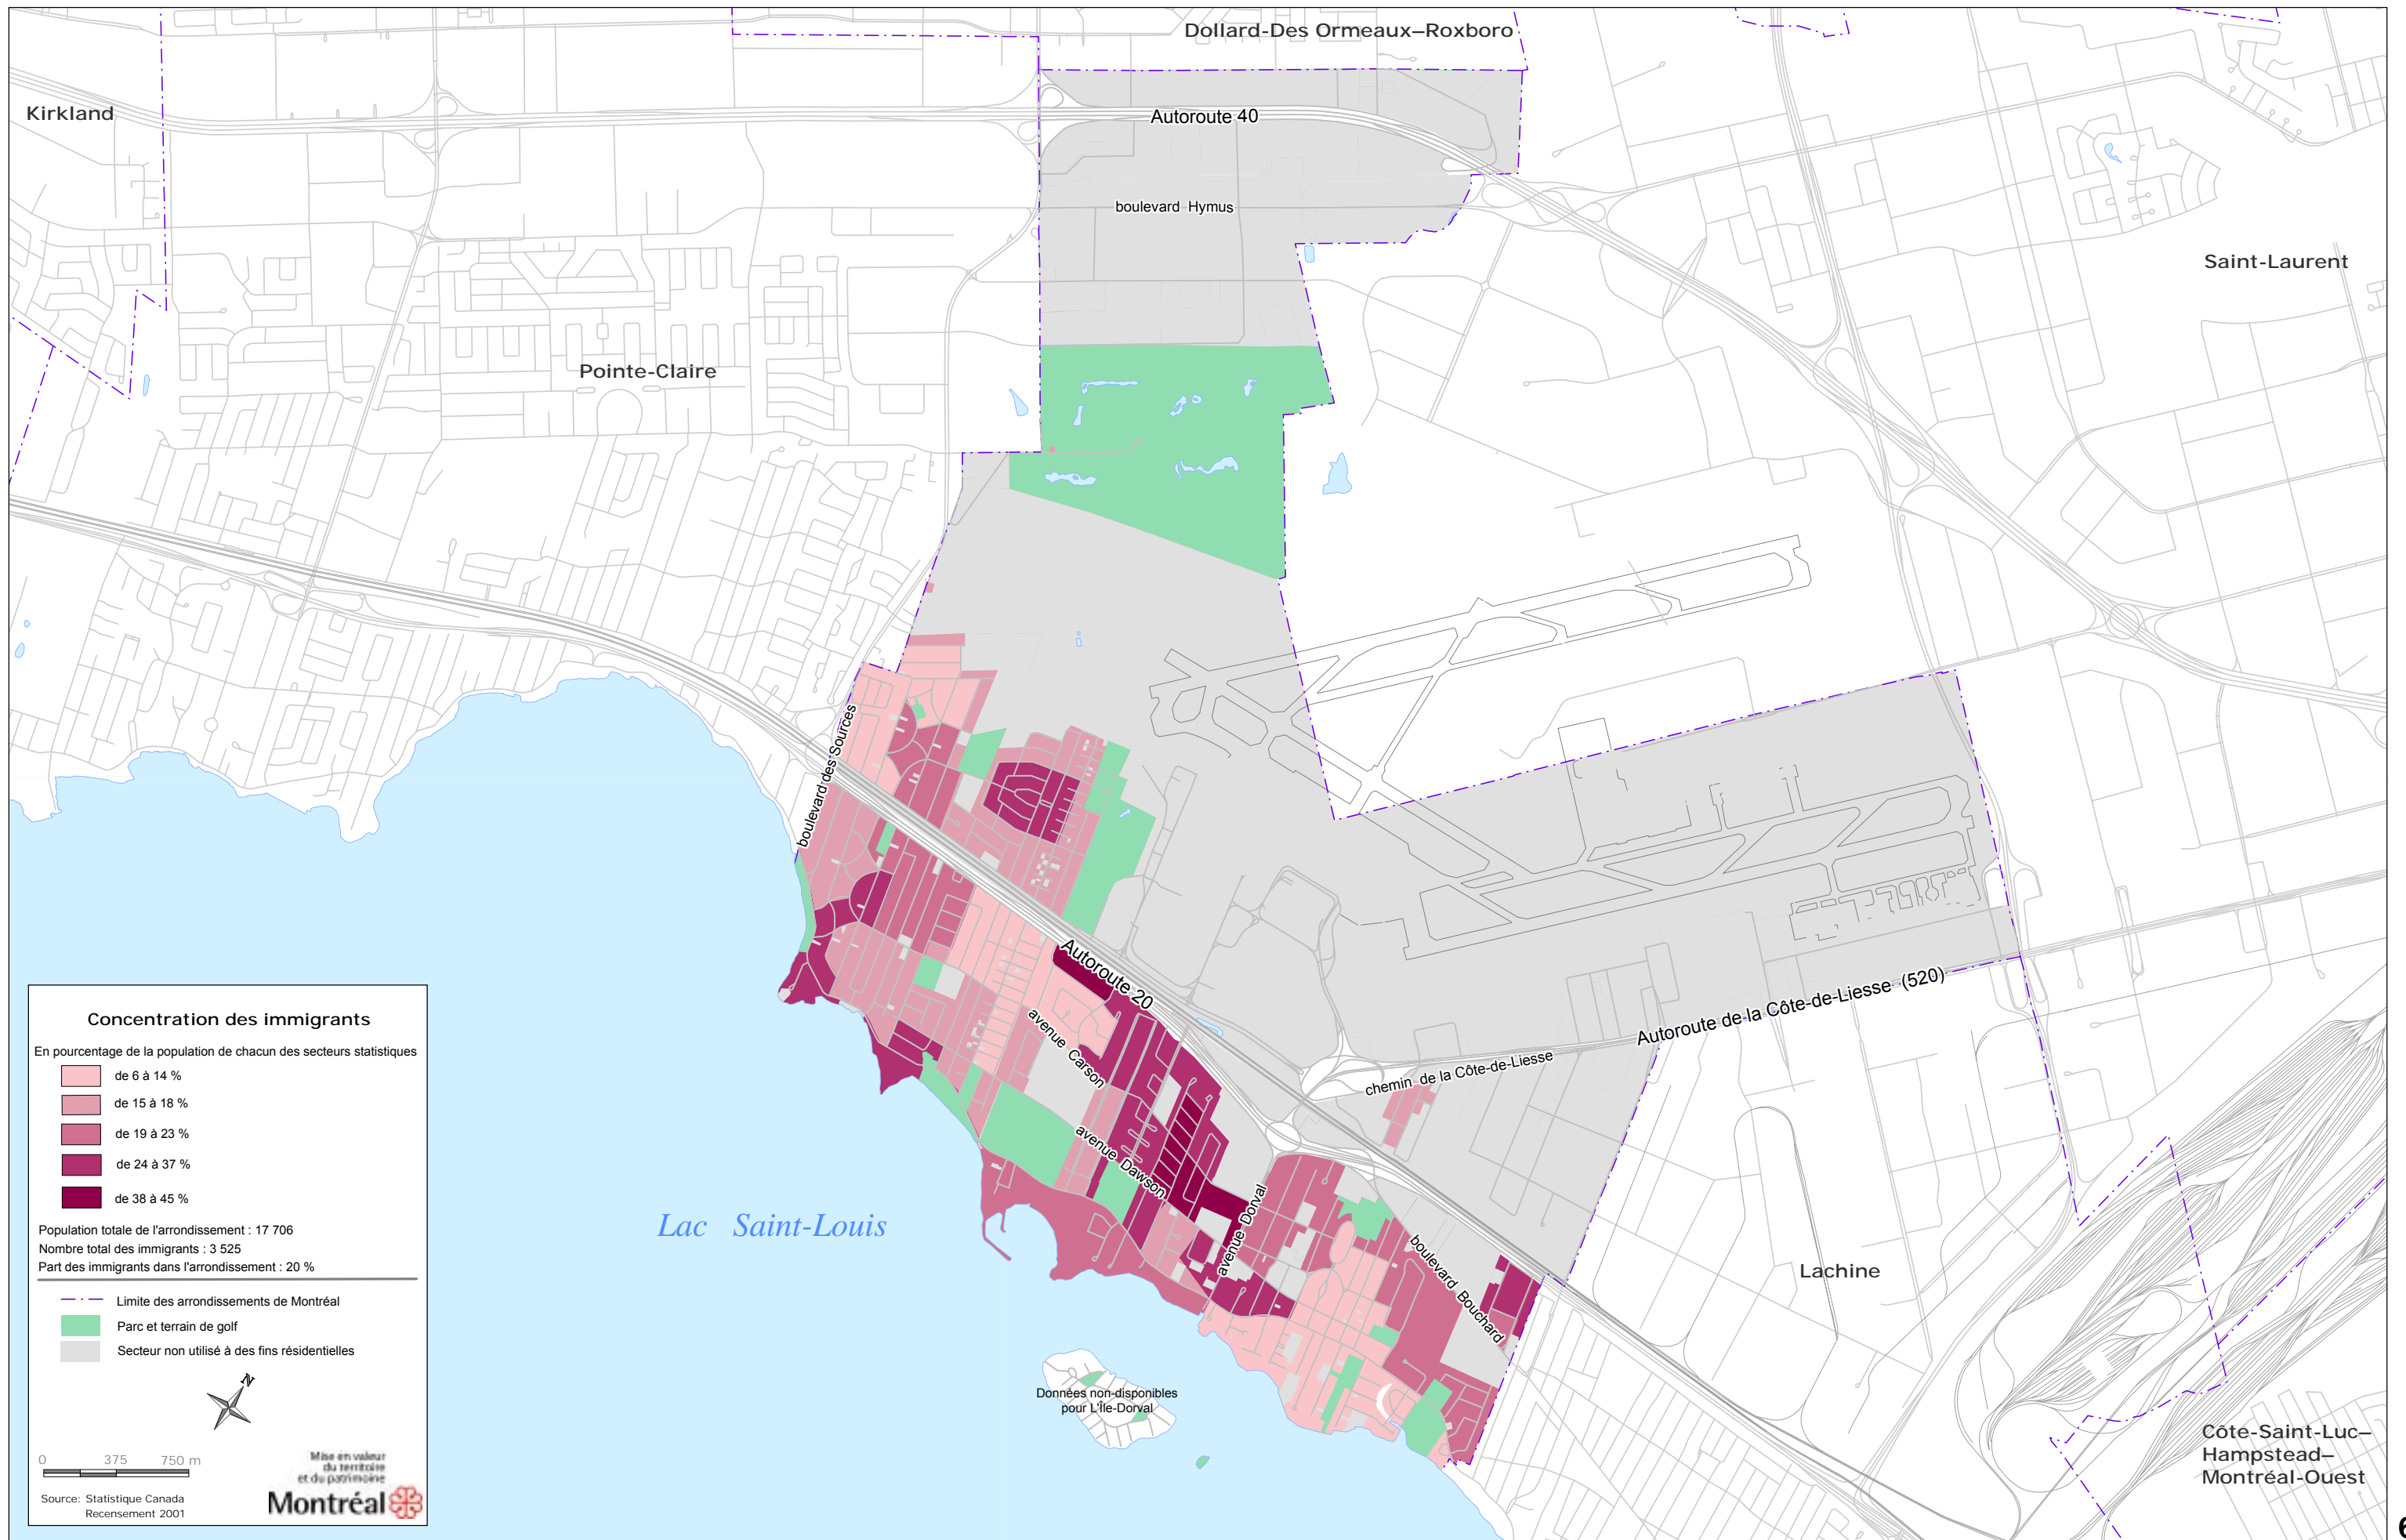 Dollard-Des Ormeaux–Roxboro
Kirkland
Autoroute 40
boulevard Hymus
Saint-Laurent
Pointe-Claire
boulevard des Sources
Autoroute 20
Autoroute de la Côte-de-Liesse (520)
chemin de la Côte-de-Liesse
avenue Carson
avenue Dawson
avenue Dorval
boulevard Bouchard
Lac Saint-Louis
Lachine
Données non-disponibles
pour L'Île-Dorval
Côte-Saint-Luc–
Hampstead–
Montréal-Ouest
Concentration des immigrants
En pourcentage de la population de chacun des secteurs statistiques
de 6 à 14 %
de 15 à 18 %
de 19 à 23 %
de 24 à 37 %
de 38 à 45 %
Population totale de l'arrondissement : 17 706
Nombre total des immigrants : 3 525
Part des immigrants dans l'arrondissement : 20 %
Limite des arrondissements de Montréal
Parc et terrain de golf
Secteur non utilisé à des fins résidentielles
N
0 375 750 m
Mise en valeur
du territoire
et du patrimoine
Montréal
Source: Statistique Canada
Recensement 2001